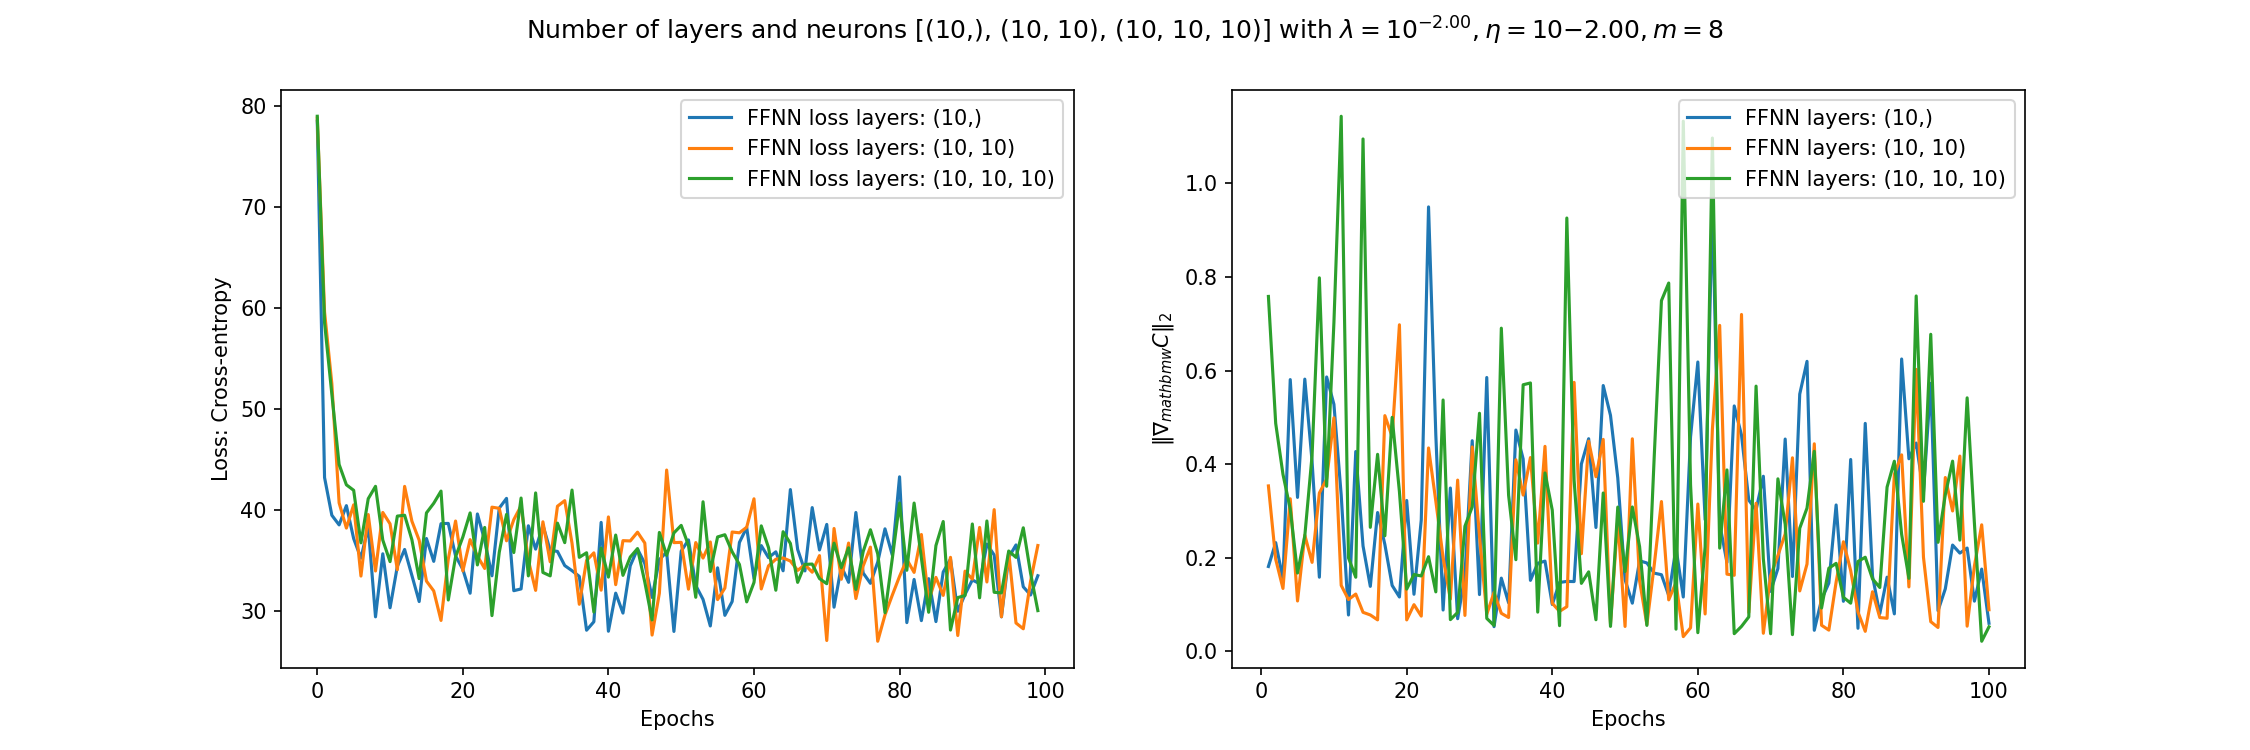 Number of layers and neurons [(10,), (10, 10), (10, 10, 10)] with λ = 10^−2.00, η = 10−2.00, m = 8
FFNN loss layers: (10,)
FFNN loss layers: (10, 10)
FFNN loss layers: (10, 10, 10)
Loss: Cross-entropy
80
70
60
50
40
30
0 20 40 60 80 100
Epochs
FFNN layers: (10,)
FFNN layers: (10, 10)
FFNN layers: (10, 10, 10)
‖∇_mathbmw C‖_2
1.0
0.8
0.6
0.4
0.2
0.0
0 20 40 60 80 100
Epochs